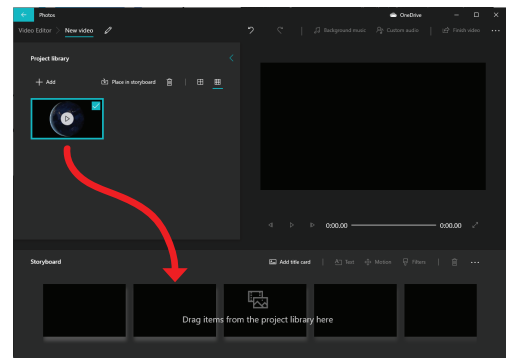 Photos
OneDrive
Video Editor > New video
Background music
Custom audio
Finish video
Project library
+ Add
Place in storyboard
0:00.00
0:00.00
Storyboard
Add title card
Text
Motion
Filters
Drag items from the project library here